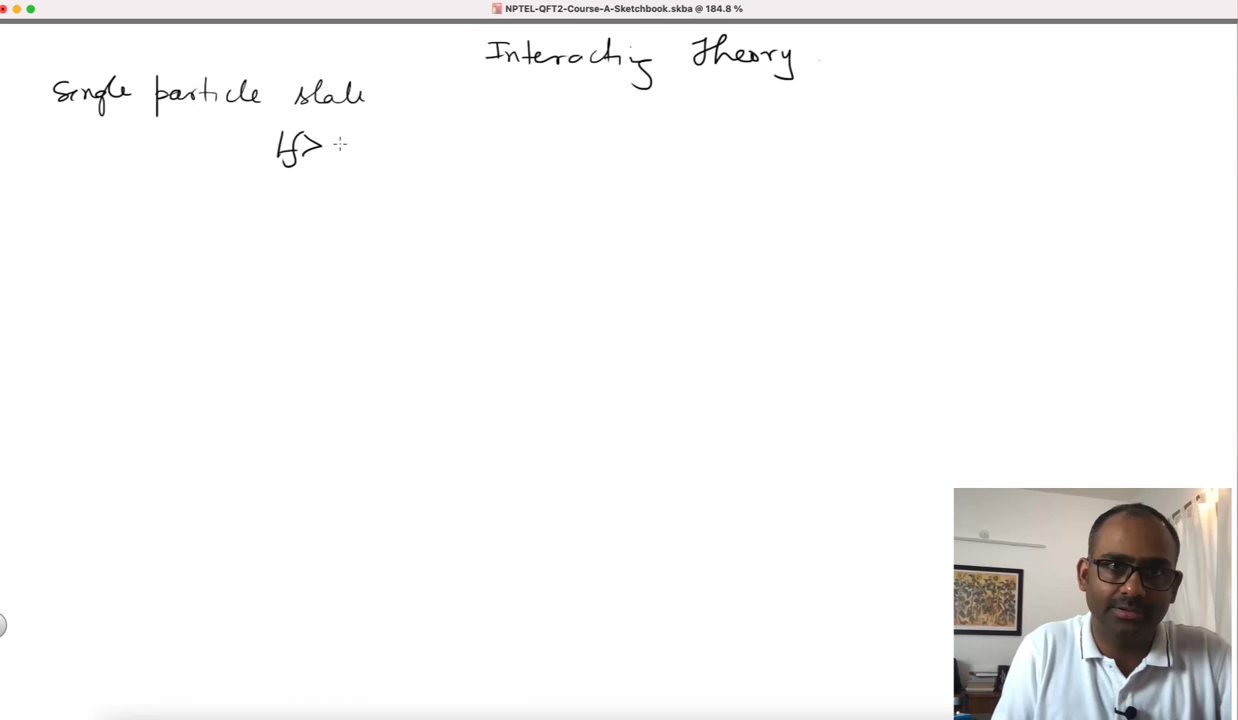 NPTEL-QFT2-Course-A-Sketchbook.skba @ 184.8 %
Interacting Theory
Single particle state
|f>